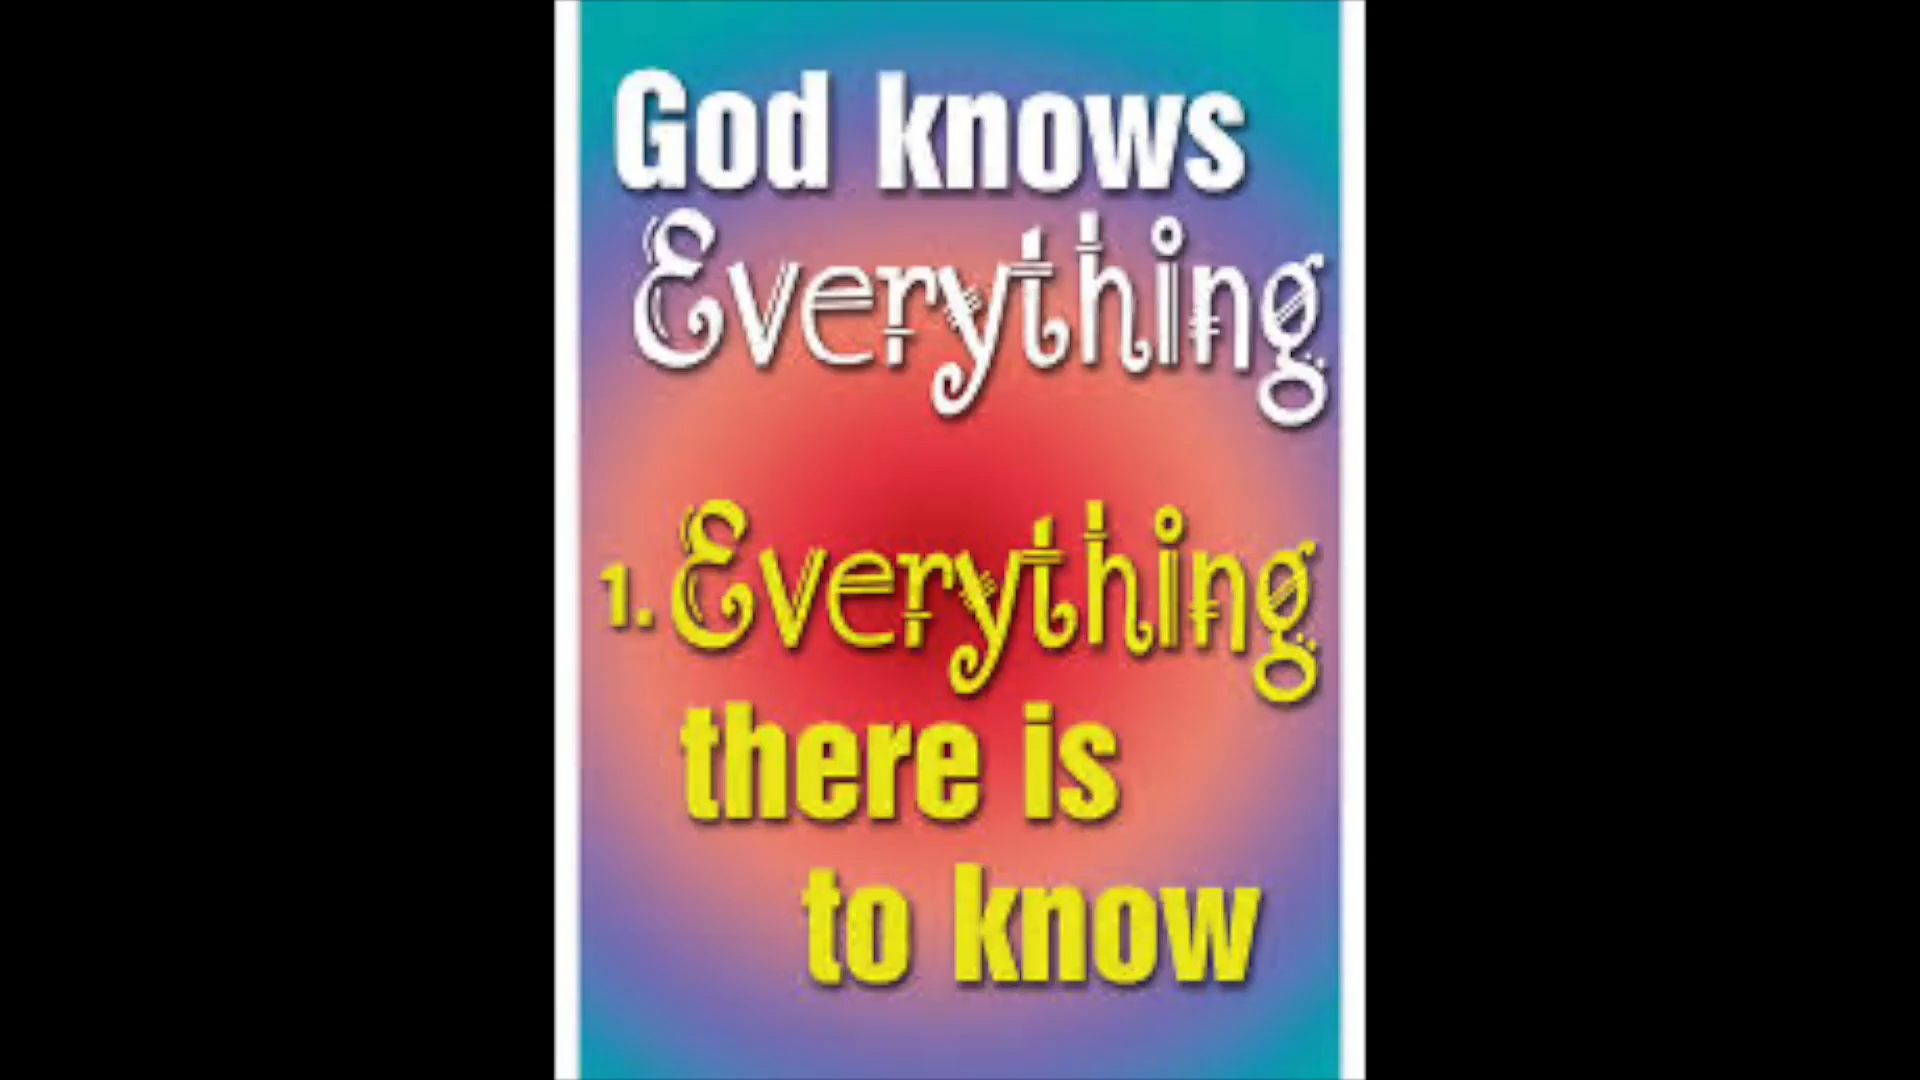 God knows
Everything
1. Everything
there is
to know